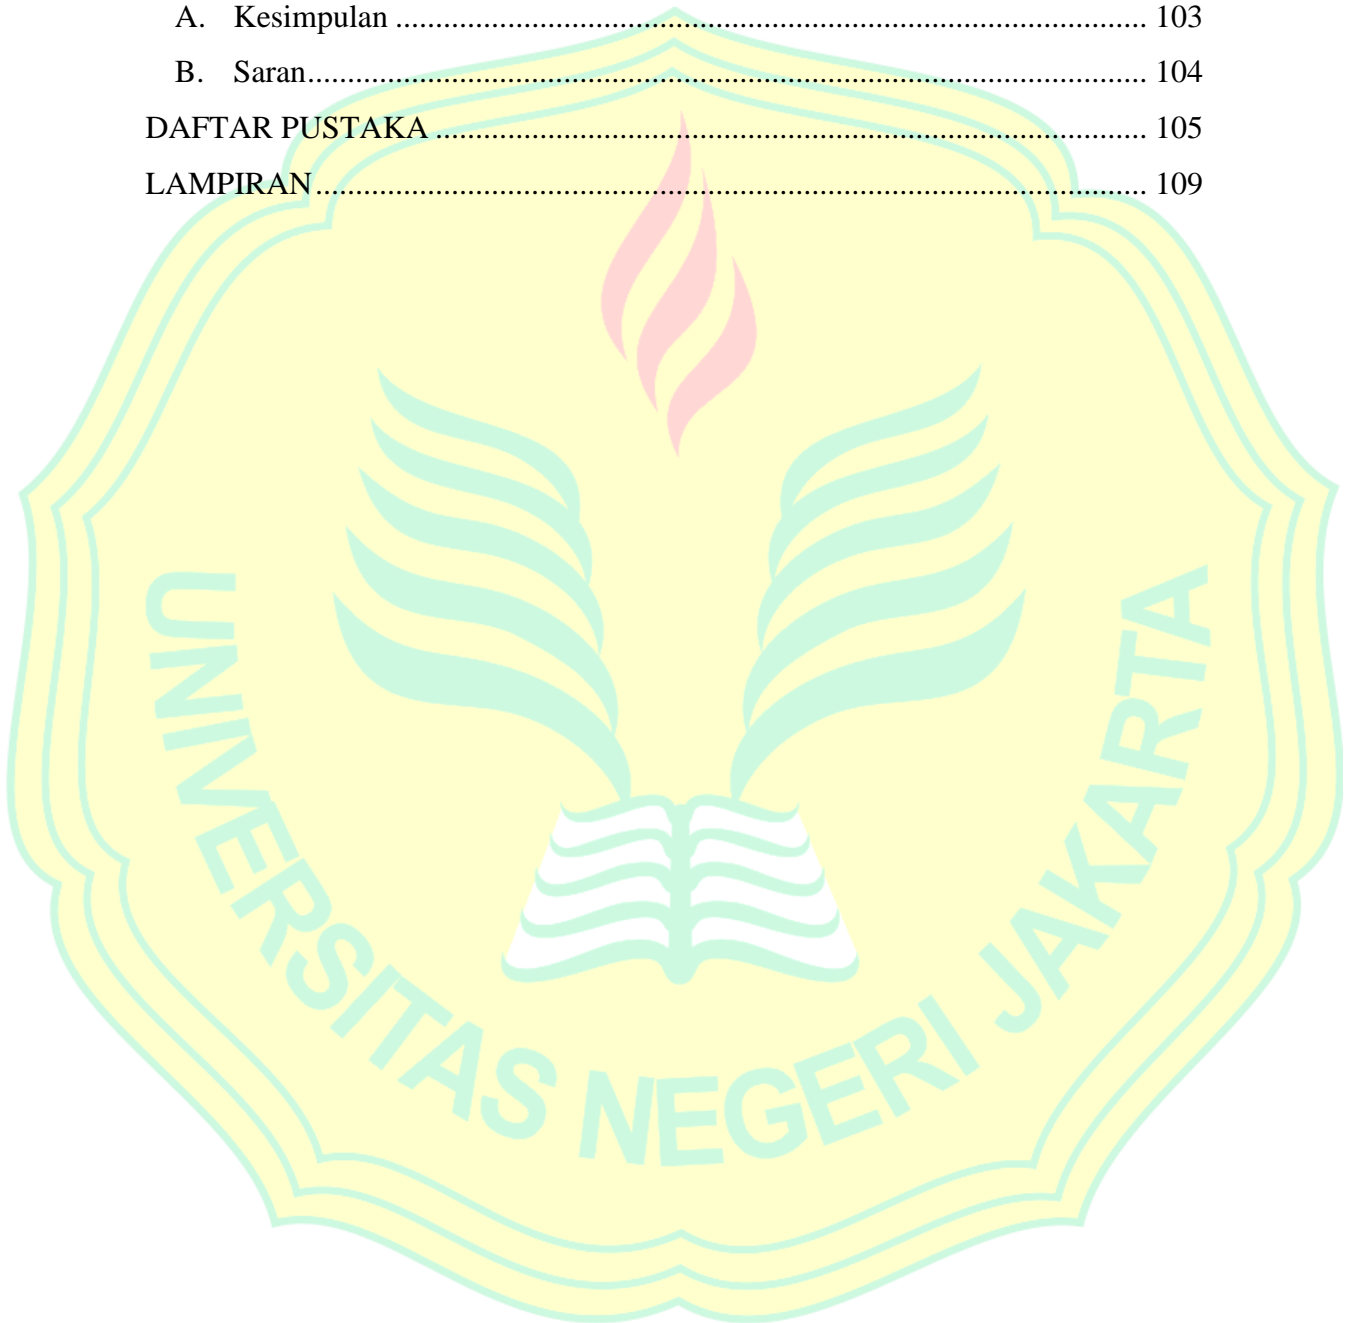 A. Kesimpulan .............................................................................................. 103
B. Saran......................................................................................................... 104
DAFTAR PUSTAKA ......................................................................................... 105
LAMPIRAN........................................................................................................ 109
UNIVERSITAS NEGERI JAKARTA